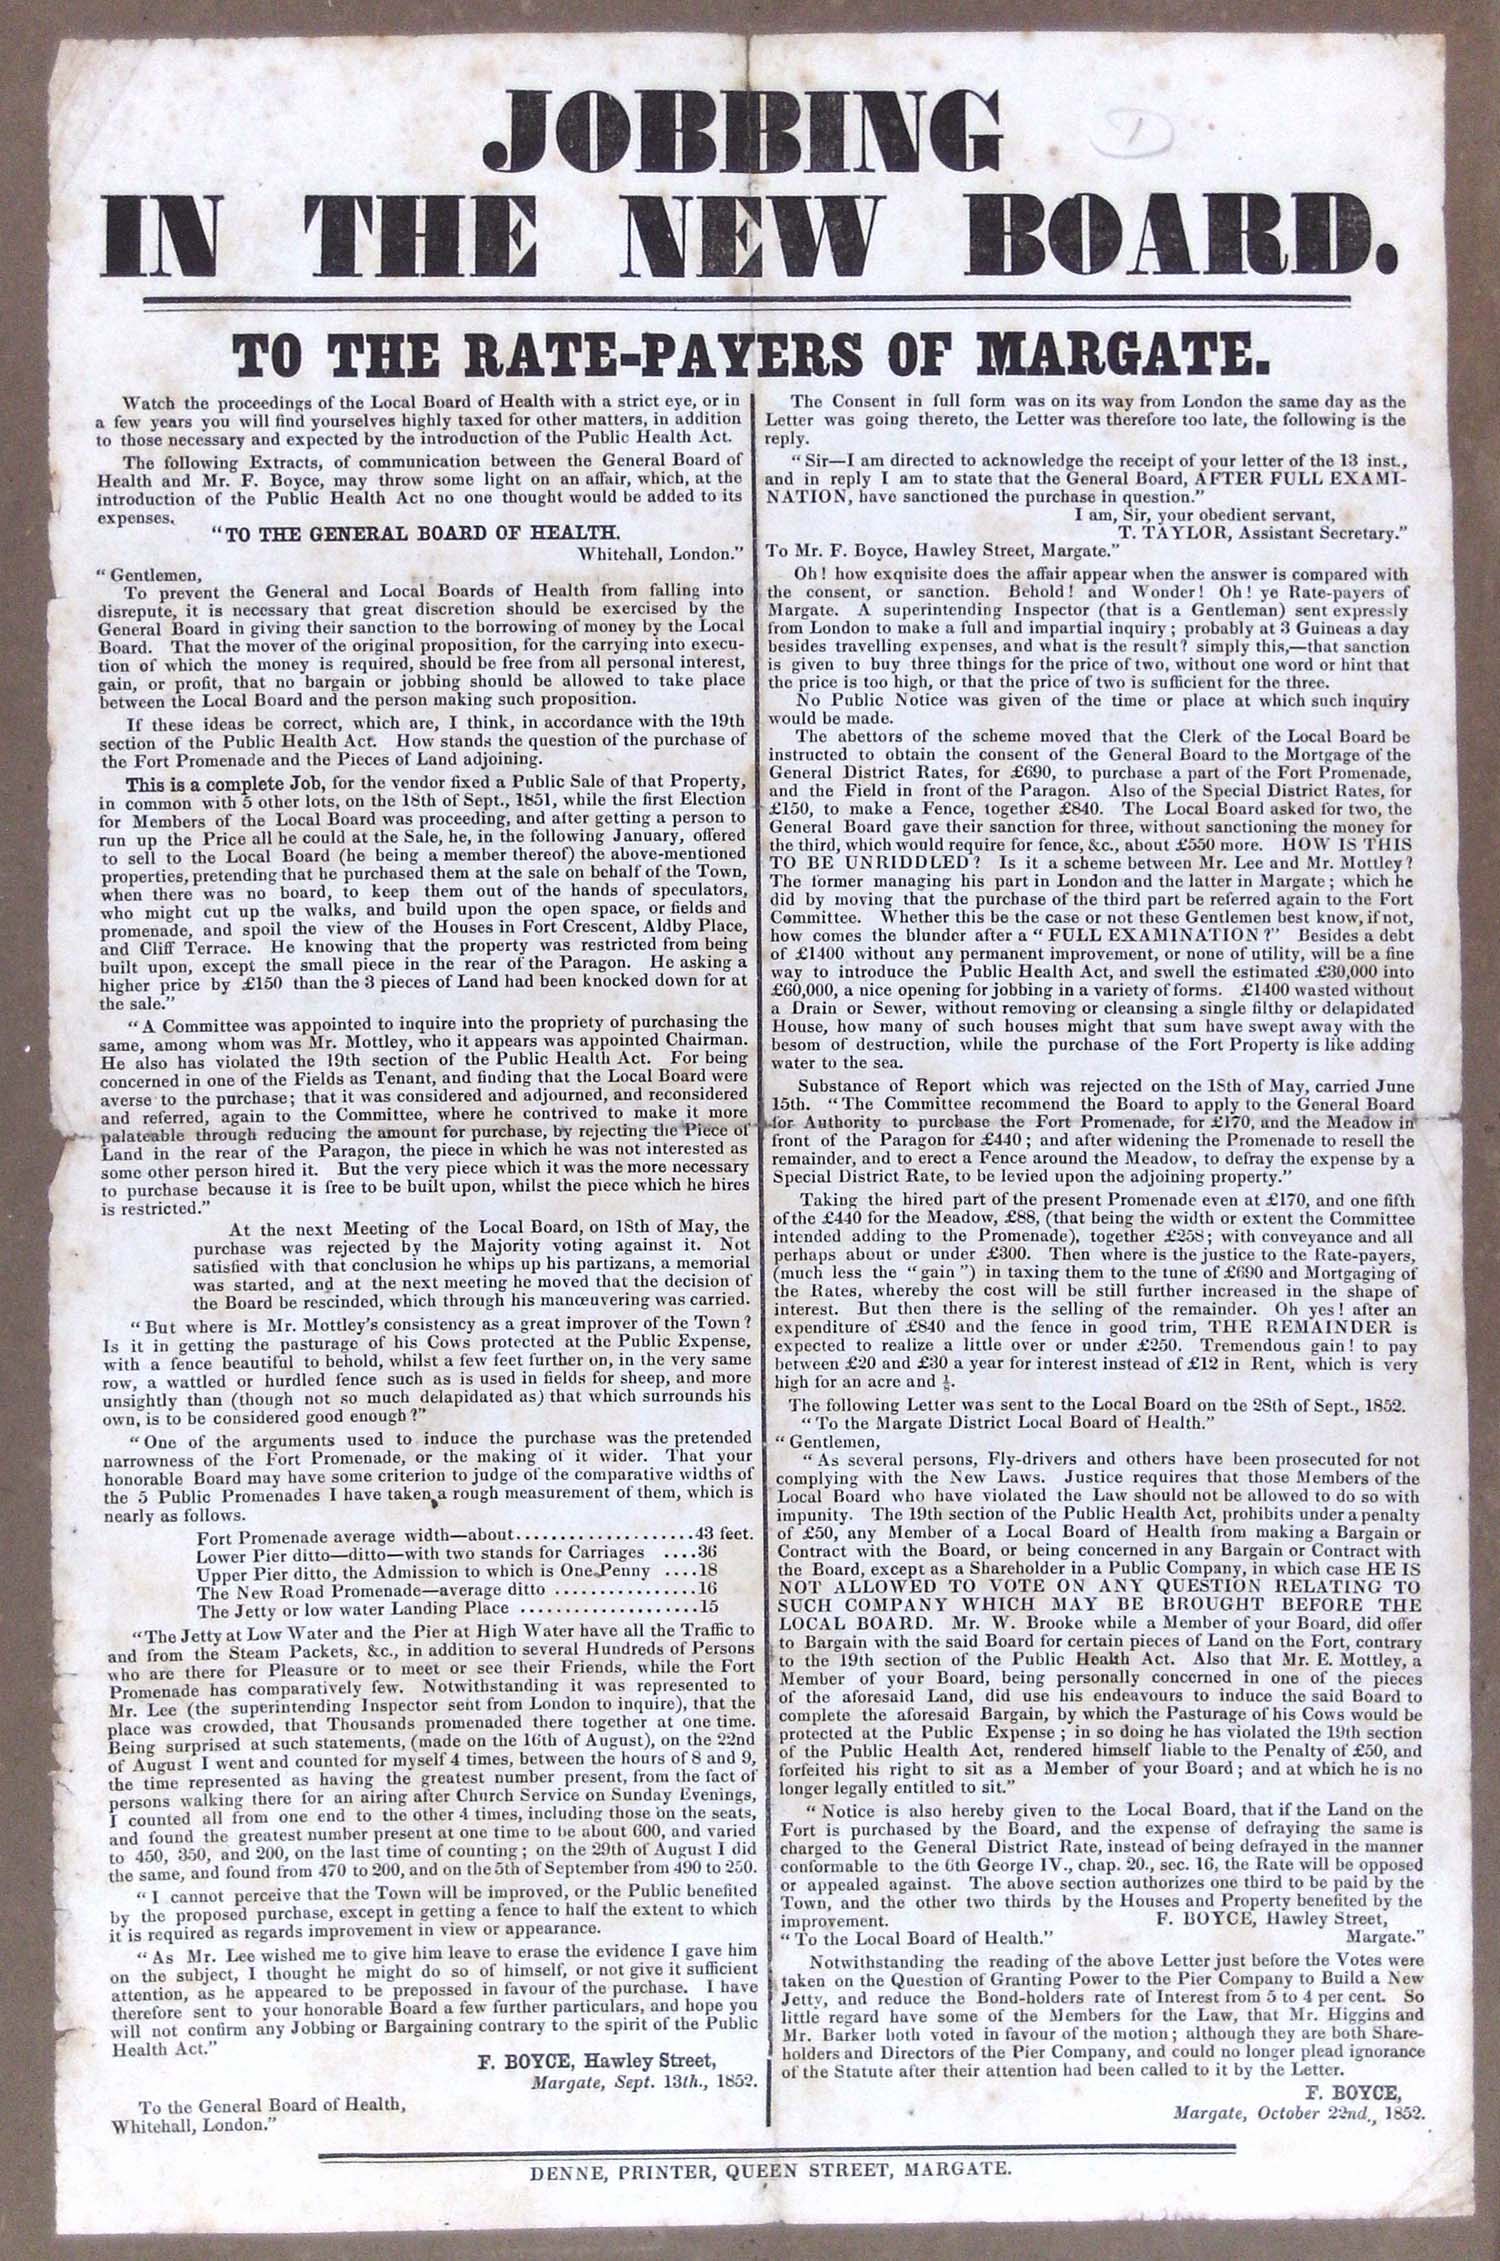 JOBBING
IN THE NEW BOARD.
TO THE RATE-PAYERS OF MARGATE.
Watch the proceedings of the Local Board of Health with a strict eye, or in
a few years you will find yourselves highly taxed for other matters, in addition
to those necessary and expected by the introduction of the Public Health Act.
The following Extracts, of communication between the General Board of
Health and Mr. F. Boyce, may throw some light on an affair, which, at the
introduction of the Public Health Act no one thought would be added to its
expenses.
"TO THE GENERAL BOARD OF HEALTH.
Whitehall, London."
"Gentlemen,
To prevent the General and Local Boards of Health from falling into
disrepute, it is necessary that great discretion should be exercised by the
General Board in giving their sanction to the borrowing of money by the Local
Board. That the mover of the original proposition, for the carrying into execu-
tion of which the money is required, should be free from all personal interest,
gain, or profit, that no bargain or jobbing should be allowed to take place
between the Local Board and the person making such proposition.
If these ideas be correct, which are, I think, in accordance with the 19th
section of the Public Health Act. How stands the question of the purchase of
the Fort Promenade and the Pieces of Land adjoining.
This is a complete Job, for the vendor fixed a Public Sale of that Property,
in common with 5 other lots, on the 18th of Sept., 1851, while the first Election
for Members of the Local Board was proceeding, and after getting a person to
run up the Price all he could at the Sale, he, in the following January, offered
to sell to the Local Board (he being a member thereof) the above-mentioned
properties, pretending that he purchased them at the sale on behalf of the Town,
when there was no board, to keep them out of the hands of speculators,
who might cut up the walks, and build upon the open space, or fields and
promenade, and spoil the view of the Houses in Fort Crescent, Aldby Place,
and Cliff Terrace. He knowing that the property was restricted from being
built upon, except the small piece in the rear of the Paragon. He asking a
higher price by £150 than the 3 pieces of Land had been knocked down for at
the sale."
"A Committee was appointed to inquire into the propriety of purchasing the
same, among whom was Mr. Mottley, who it appears was appointed Chairman.
He also has violated the 19th section of the Public Health Act. For being
concerned in one of the Fields as Tenant, and finding that the Local Board were
averse to the purchase; that it was considered and adjourned, and reconsidered
and referred, again to the Committee, where he contrived to make it more
palateable through reducing the amount for purchase, by rejecting the Piece of
Land in the rear of the Paragon, the piece in which he was not interested as
some other person hired it. But the very piece which it was the more necessary
to purchase because it is free to be built upon, whilst the piece which he hires
is restricted."
At the next Meeting of the Local Board, on 18th of May, the
purchase was rejected by the Majority voting against it. Not
satisfied with that conclusion he whips up his partizans, a memorial
was started, and at the next meeting he moved that the decision of
the Board be rescinded, which through his manœuvering was carried.
"But where is Mr. Mottley's consistency as a great improver of the Town?
Is it in getting the pasturage of his Cows protected at the Public Expense,
with a fence beautiful to behold, whilst a few feet further on, in the very same
row, a wattled or hurdled fence such as is used in fields for sheep, and more
unsightly than (though not so much delapidated as) that which surrounds his
own, is to be considered good enough?"
"One of the arguments used to induce the purchase was the pretended
narrowness of the Fort Promenade, or the making of it wider. That your
honorable Board may have some criterion to judge of the comparative widths of
the 5 Public Promenades I have taken a rough measurement of them, which is
nearly as follows.
Fort Promenade average width—about....................43 feet.
Lower Pier ditto—ditto—with two stands for Carriages ....36
Upper Pier ditto, the Admission to which is One Penny ....18
The New Road Promenade—average ditto ................16
The Jetty or low water Landing Place ....................15
"The Jetty at Low Water and the Pier at High Water have all the Traffic to
and from the Steam Packets, &c., in addition to several Hundreds of Persons
who are there for Pleasure or to meet or see their Friends, while the Fort
Promenade has comparatively few. Notwithstanding it was represented to
Mr. Lee (the superintending Inspector sent from London to inquire), that the
place was crowded, that Thousands promenaded there together at one time.
Being surprised at such statements, (made on the 16th of August), on the 22nd
of August I went and counted for myself 4 times, between the hours of 8 and 9,
the time represented as having the greatest number present, from the fact of
persons walking there for an airing after Church Service on Sunday Evenings,
I counted all from one end to the other 4 times, including those on the seats,
and found the greatest number present at one time to be about 600, and varied
to 450, 350, and 200, on the last time of counting; on the 29th of August I did
the same, and found from 470 to 200, and on the 5th of September from 490 to 250.
"I cannot perceive that the Town will be improved, or the Public benefited
by the proposed purchase, except in getting a fence to half the extent to which
it is required as regards improvement in view or appearance.
"As Mr. Lee wished me to give him leave to erase the evidence I gave him
on the subject, I thought he might do so of himself, or not give it sufficient
attention, as he appeared to be prepossed in favour of the purchase. I have
therefore sent to your honorable Board a few further particulars, and hope you
will not confirm any Jobbing or Bargaining contrary to the spirit of the Public
Health Act."
F. BOYCE, Hawley Street,
Margate, Sept. 13th., 1852.
To the General Board of Health,
Whitehall, London."
The Consent in full form was on its way from London the same day as the
Letter was going thereto, the Letter was therefore too late, the following is the
reply.
"Sir—I am directed to acknowledge the receipt of your letter of the 13 inst.,
and in reply I am to state that the General Board, AFTER FULL EXAMI-
NATION, have sanctioned the purchase in question."
I am, Sir, your obedient servant,
T. TAYLOR, Assistant Secretary."
To Mr. F. Boyce, Hawley Street, Margate."
Oh! how exquisite does the affair appear when the answer is compared with
the consent, or sanction. Behold! and Wonder! Oh! ye Rate-payers of
Margate. A superintending Inspector (that is a Gentleman) sent expressly
from London to make a full and impartial inquiry; probably at 3 Guineas a day
besides travelling expenses, and what is the result? simply this,—that sanction
is given to buy three things for the price of two, without one word or hint that
the price is too high, or that the price of two is sufficient for the three.
No Public Notice was given of the time or place at which such inquiry
would be made.
The abettors of the scheme moved that the Clerk of the Local Board be
instructed to obtain the consent of the General Board to the Mortgage of the
General District Rates, for £690, to purchase a part of the Fort Promenade,
and the Field in front of the Paragon. Also of the Special District Rates, for
£150, to make a Fence, together £840. The Local Board asked for two, the
General Board gave their sanction for three, without sanctioning the money for
the third, which would require for fence, &c., about £550 more. HOW IS THIS
TO BE UNRIDDLED? Is it a scheme between Mr. Lee and Mr. Mottley?
The former managing his part in London and the latter in Margate; which he
did by moving that the purchase of the third part be referred again to the Fort
Committee. Whether this be the case or not these Gentlemen best know, if not,
how comes the blunder after a "FULL EXAMINATION?" Besides a debt
of £1400 without any permanent improvement, or none of utility, will be a fine
way to introduce the Public Health Act, and swell the estimated £30,000 into
£60,000, a nice opening for jobbing in a variety of forms. £1400 wasted without
a Drain or Sewer, without removing or cleansing a single filthy or delapidated
House, how many of such houses might that sum have swept away with the
besom of destruction, while the purchase of the Fort Property is like adding
water to the sea.
Substance of Report which was rejected on the 18th of May, carried June
15th. "The Committee recommend the Board to apply to the General Board
for Authority to purchase the Fort Promenade, for £170, and the Meadow in
front of the Paragon for £440; and after widening the Promenade to resell the
remainder, and to erect a Fence around the Meadow, to defray the expense by a
Special District Rate, to be levied upon the adjoining property."
Taking the hired part of the present Promenade even at £170, and one fifth
of the £440 for the Meadow, £88, (that being the width or extent the Committee
intended adding to the Promenade), together £258; with conveyance and all
perhaps about or under £300. Then where is the justice to the Rate-payers,
(much less the "gain") in taxing them to the tune of £690 and Mortgaging of
the Rates, whereby the cost will be still further increased in the shape of
interest. But then there is the selling of the remainder. Oh yes! after an
expenditure of £840 and the fence in good trim, THE REMAINDER is
expected to realize a little over or under £250. Tremendous gain! to pay
between £20 and £30 a year for interest instead of £12 in Rent, which is very
high for an acre and
The following Letter was sent to the Local Board on the 28th of Sept., 1852.
"To the Margate District Local Board of Health."
"Gentlemen,
"As several persons, Fly-drivers and others have been prosecuted for not
complying with the New Laws. Justice requires that those Members of the
Local Board who have violated the Law should not be allowed to do so with
impunity. The 19th section of the Public Health Act, prohibits under a penalty
of £50, any Member of a Local Board of Health from making a Bargain or
Contract with the Board, or being concerned in any Bargain or Contract with
the Board, except as a Shareholder in a Public Company, in which case HE IS
NOT ALLOWED TO VOTE ON ANY QUESTION RELATING TO
SUCH COMPANY WHICH MAY BE BROUGHT BEFORE THE
LOCAL BOARD. Mr. W. Brooke while a Member of your Board, did offer
to Bargain with the said Board for certain pieces of Land on the Fort, contrary
to the 19th section of the Public Health Act. Also that Mr. E. Mottley, a
Member of your Board, being personally concerned in one of the pieces
of the aforesaid Land, did use his endeavours to induce the said Board to
complete the aforesaid Bargain, by which the Pasturage of his Cows would be
protected at the Public Expense; in so doing he has violated the 19th section
of the Public Health Act, rendered himself liable to the Penalty of £50, and
forfeited his right to sit as a Member of your Board; and at which he is no
longer legally entitled to sit."
"Notice is also hereby given to the Local Board, that if the Land on the
Fort is purchased by the Board, and the expense of defraying the same is
charged to the General District Rate, instead of being defrayed in the manner
conformable to the 6th George IV., chap. 20., sec. 16, the Rate will be opposed
or appealed against. The above section authorizes one third to be paid by the
Town, and the other two thirds by the Houses and Property benefited by the
improvement. F. BOYCE, Hawley Street,
"To the Local Board of Health." Margate."
Notwithstanding the reading of the above Letter just before the Votes were
taken on the Question of Granting Power to the Pier Company to Build a New
Jetty, and reduce the Bond-holders rate of Interest from 5 to 4 per cent. So
little regard have some of the Members for the Law, that Mr. Higgins and
Mr. Barker both voted in favour of the motion; although they are both Share-
holders and Directors of the Pier Company, and could no longer plead ignorance
of the Statute after their attention had been called to it by the Letter.
F. BOYCE,
Margate, October 22nd., 1852.
DENNE, PRINTER, QUEEN STREET, MARGATE.